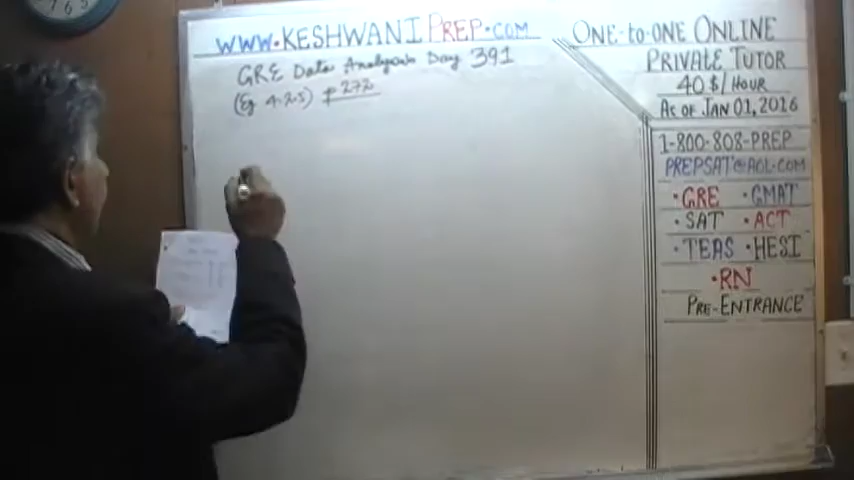 WWW.KESHWANIPREP.COM
GRE Data Analysis Day 391
(Eg 4.2.5) P 272
ONE-to-ONE ONLINE
PRIVATE TUTOR
40 $/HOUR
AS OF JAN 01, 2016
1-800-808-PREP
PREPSAT@AOL.COM
•GRE •GMAT
•SAT •ACT
•TEAS •HESI
•RN
PRE-ENTRANCE